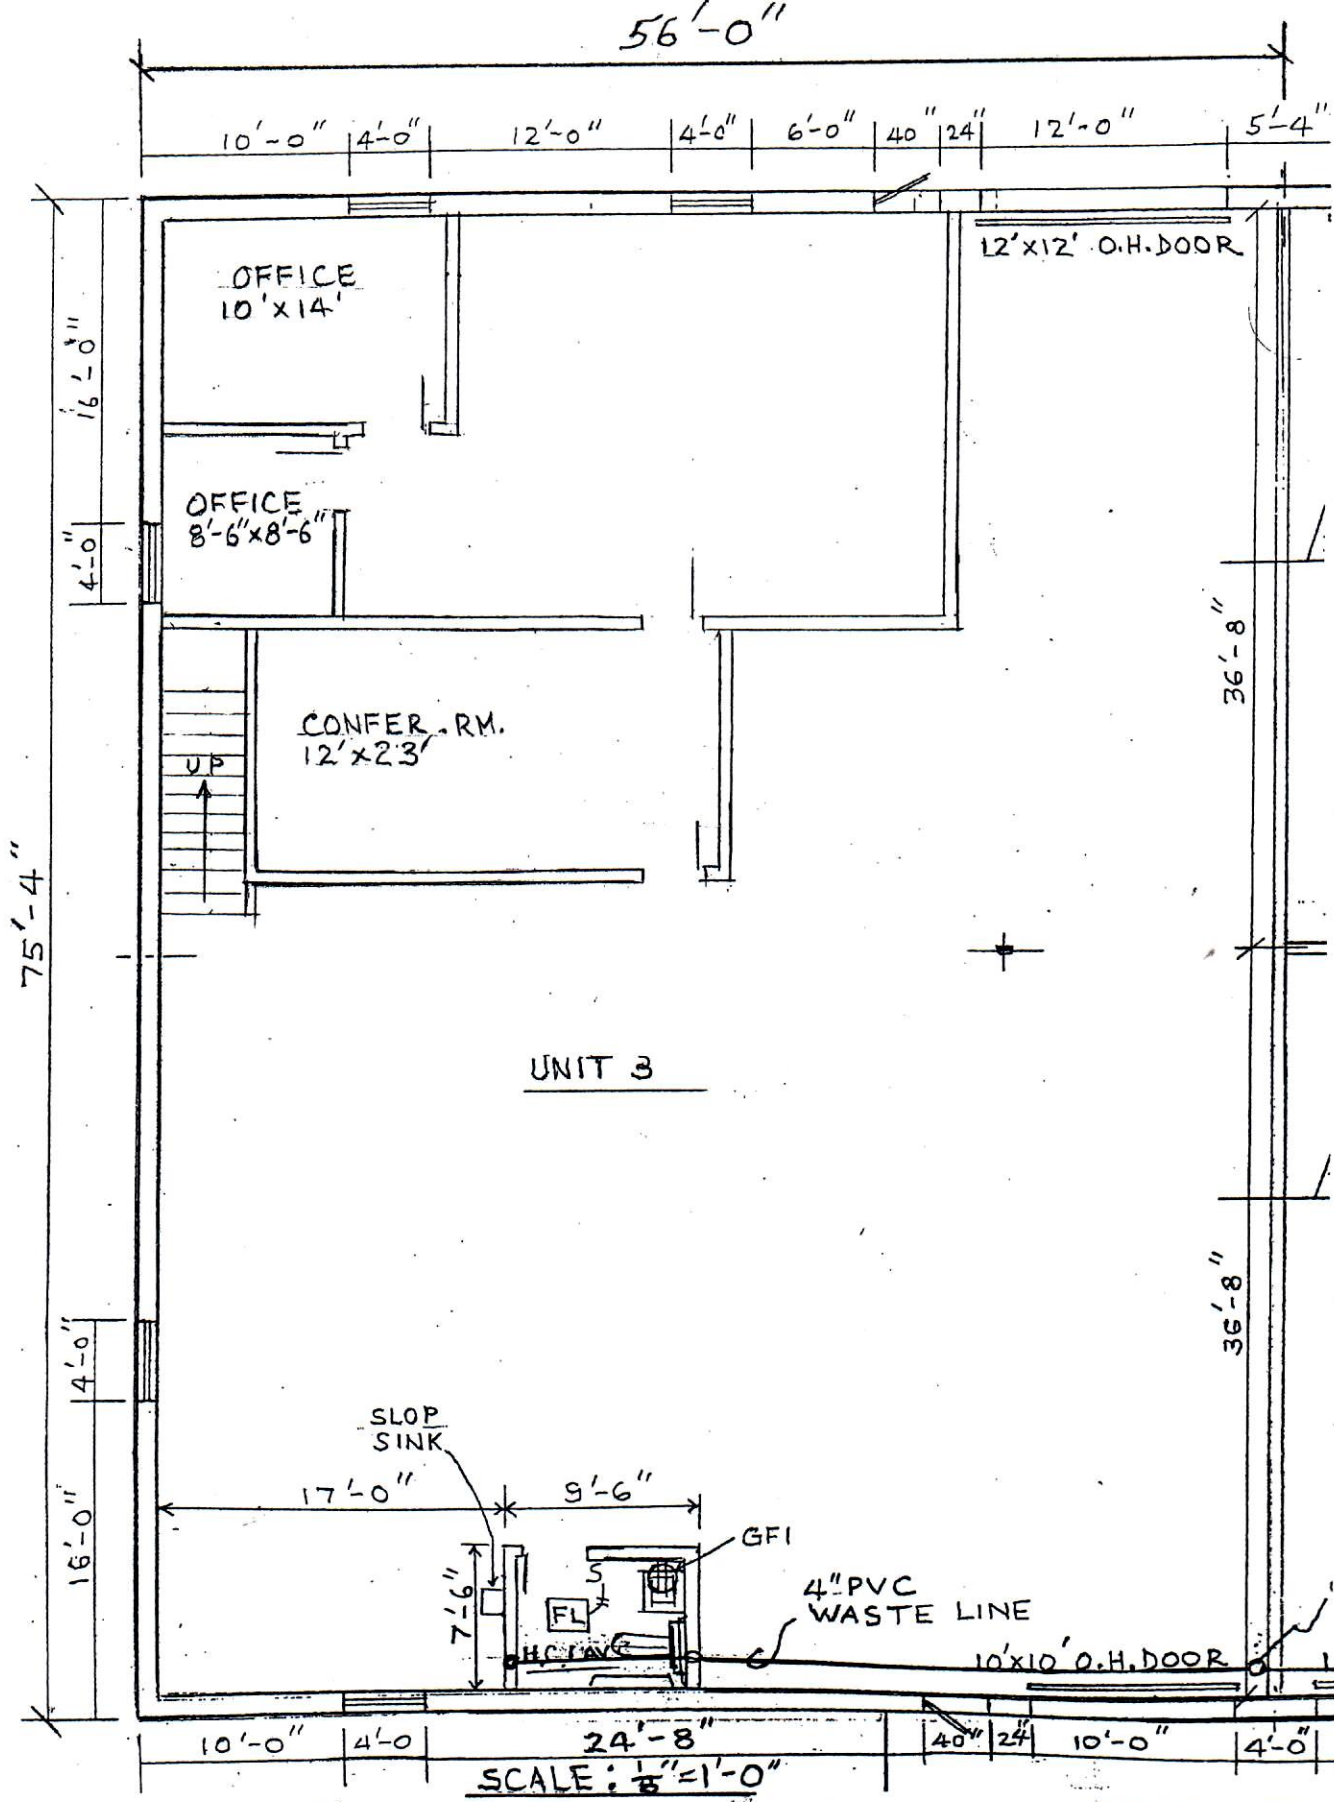 56'-0"
10'-0" 4'-0" 12'-0" 4'-0" 6'-0" 40" 24" 12'-0" 5'-4"
12'x12' O.H.DOOR
OFFICE
10'x14'
16'-0"
OFFICE
8'-6"x8'-6"
4'-0"
36'-8"
CONFER. RM.
12'x23'
UP
75'-4"
UNIT 3
36'-8"
4'-0"
SLOP
SINK
17'-0" 9'-6"
16'-0"
GFI
7'-6"
S
FL
4" PVC
WASTE LINE
H.C. LAV
10'x10' O.H.DOOR
10'-0" 4'-0 24'-8" 40" 24" 10'-0" 4'-0"
SCALE: 1/8"=1'-0"